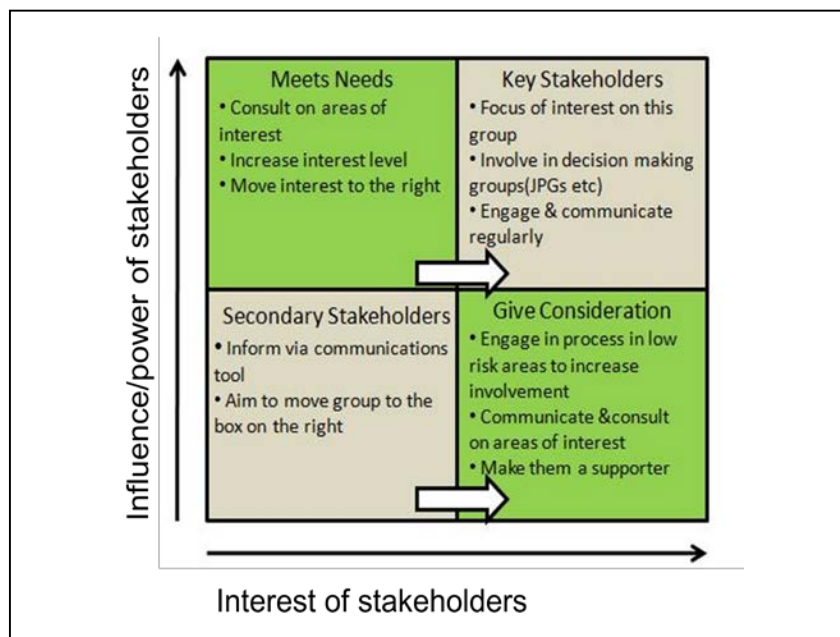 Influence/power of stakeholders
Meets Needs
• Consult on areas of
interest
• Increase interest level
• Move interest to the right
Key Stakeholders
• Focus of interest on this
group
• Involve in decision making
groups(JPGs etc)
• Engage & communicate
regularly
Secondary Stakeholders
• Inform via communications
tool
• Aim to move group to the
box on the right
Give Consideration
• Engage in process in low
risk areas to increase
involvement
• Communicate &consult
on areas of interest
• Make them a supporter
Interest of stakeholders